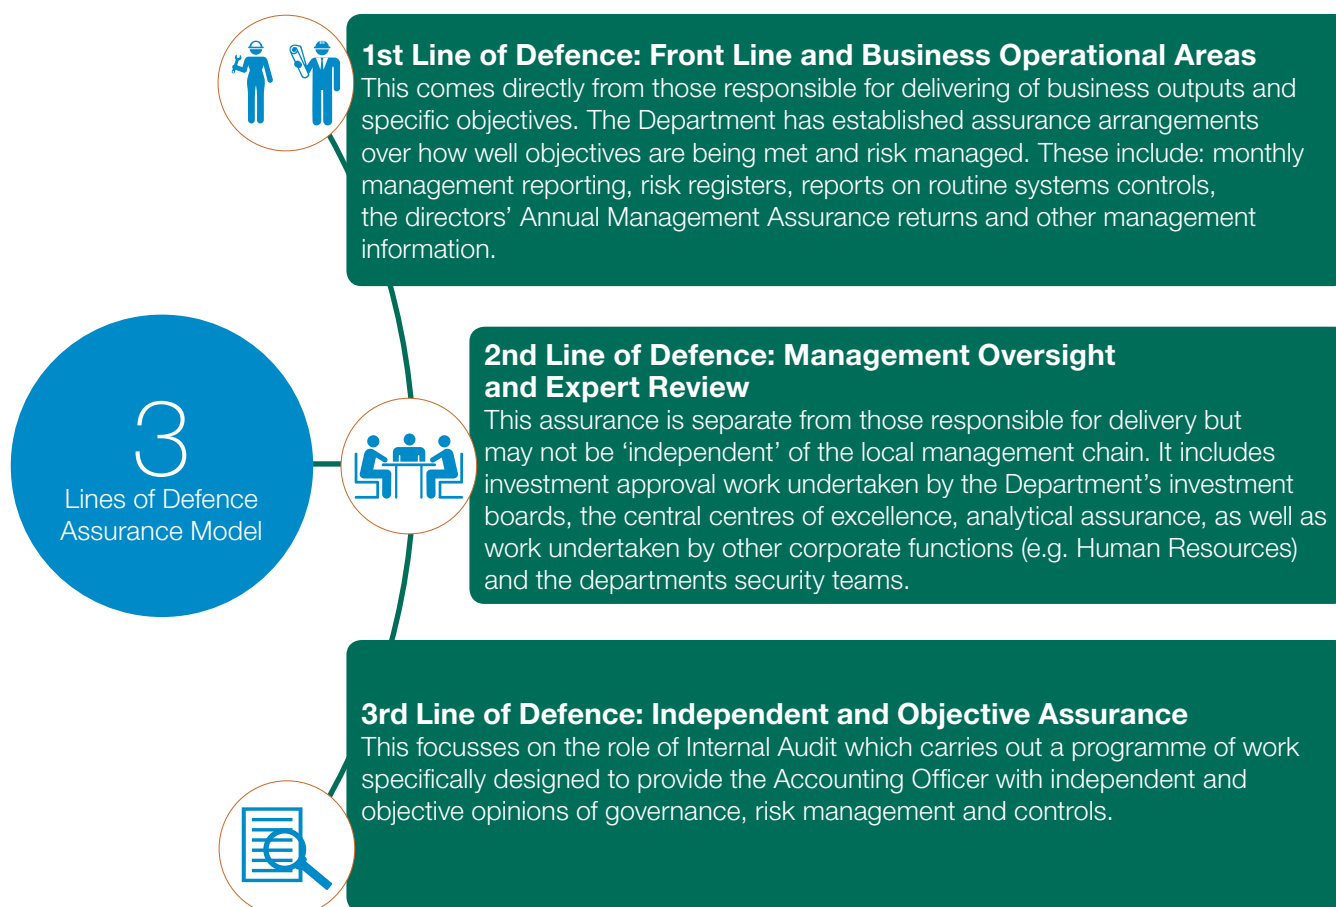 1st Line of Defence: Front Line and Business Operational Areas
This comes directly from those responsible for delivering of business outputs and
specific objectives. The Department has established assurance arrangements
over how well objectives are being met and risk managed. These include: monthly
management reporting, risk registers, reports on routine systems controls,
the directors’ Annual Management Assurance returns and other management
information.
3
Lines of Defence
Assurance Model
2nd Line of Defence: Management Oversight
and Expert Review
This assurance is separate from those responsible for delivery but
may not be ‘independent’ of the local management chain. It includes
investment approval work undertaken by the Department’s investment
boards, the central centres of excellence, analytical assurance, as well as
work undertaken by other corporate functions (e.g. Human Resources)
and the departments security teams.
3rd Line of Defence: Independent and Objective Assurance
This focusses on the role of Internal Audit which carries out a programme of work
specifically designed to provide the Accounting Officer with independent and
objective opinions of governance, risk management and controls.